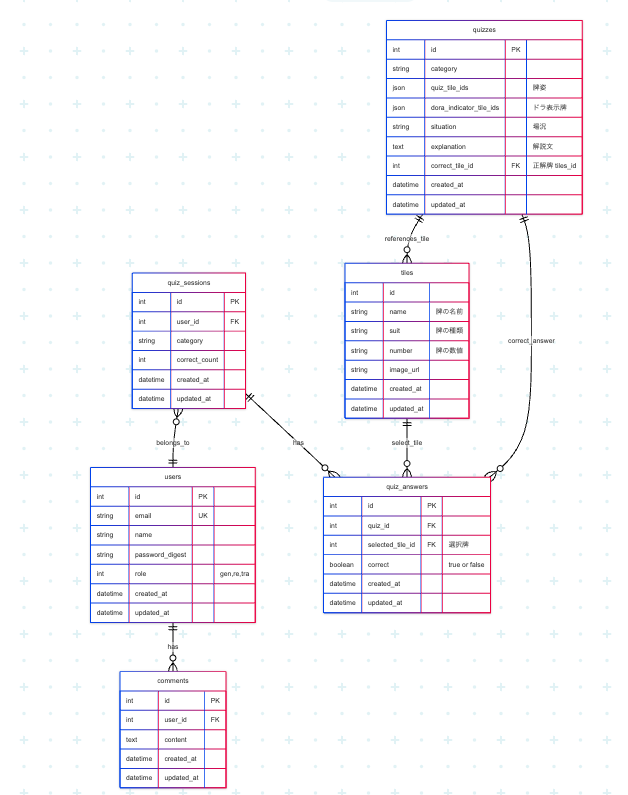 quizzes
int id PK
string category
json quiz_tile_ids 牌姿
json dora_indicator_tile_ids ドラ表示牌
string situation 場況
text explanation 解説文
int correct_tile_id FK 正解牌 tiles_id
datetime created_at
datetime updated_at
references_tile
tiles
int id
string name 牌の名前
string suit 牌の種類
string number 牌の数値
string image_url
datetime created_at
datetime updated_at
quiz_sessions
int id PK
int user_id FK
string category
int correct_count
datetime created_at
datetime updated_at
correct_answer
belongs_to
has
select_tile
users
int id PK
string email UK
string name
string password_digest
int role gen,re,tra
datetime created_at
datetime updated_at
quiz_answers
int id PK
int quiz_id FK
int selected_tile_id FK 選択牌
boolean correct true or false
datetime created_at
datetime updated_at
has
comments
int id PK
int user_id FK
text content
datetime created_at
datetime updated_at